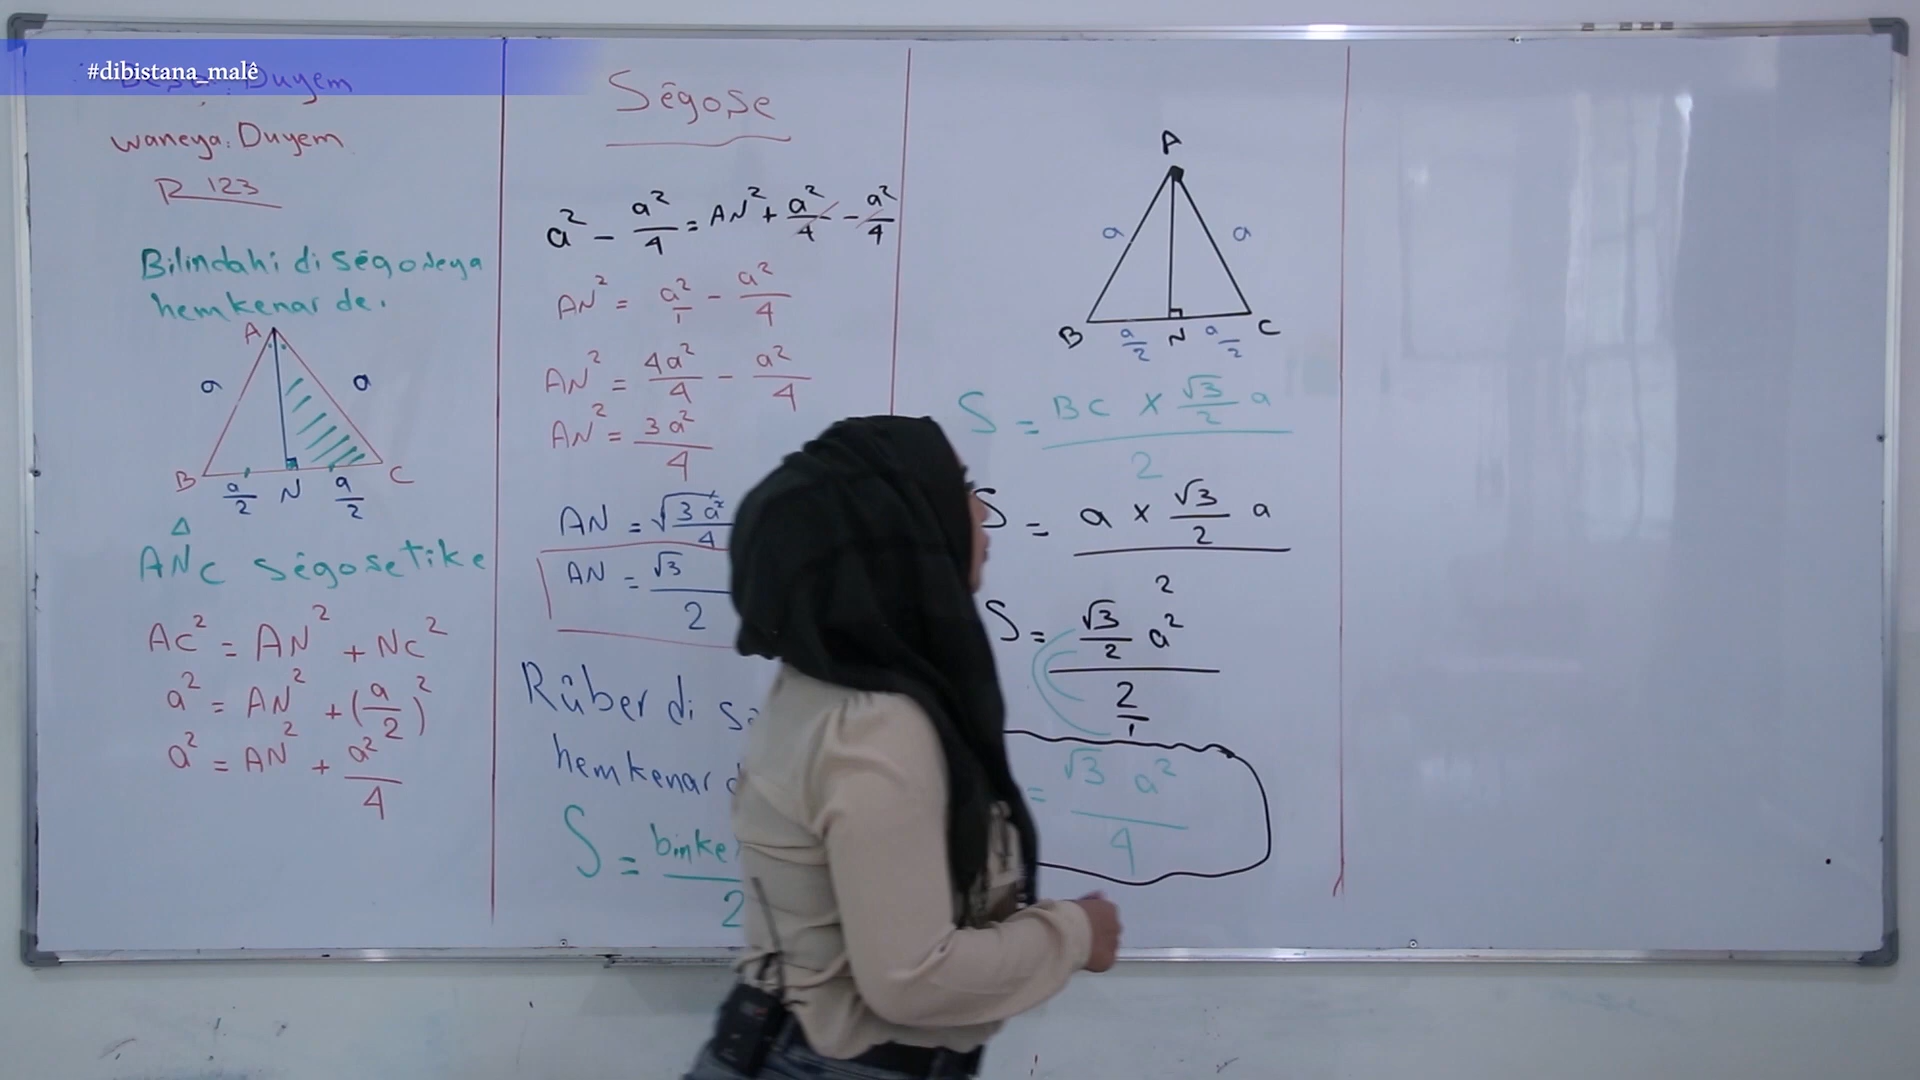 #dibistana_malê
Duyem
waneya: Duyem
R 123
Bilindahi di sêgoşeya
hemkenar de.
A
a a
B a/2 N a/2 C
ANC sêgoşetike
AC² = AN² + NC²
a² = AN² + (a/2)²
a² = AN² + a²/4
Sêgoşe
a² - a²/4 = AN² + a²/4 - a²/4
AN² = a²/1 - a²/4
AN² = 4a²/4 - a²/4
AN² = 3a²/4
AN = √3a²/4
AN = √3/2
Rûber di
hemkenar
S = binke
2
A
a a
B a/2 N a/2 C
S = BC × √3/2 a
2
S = a × √3/2 a
2
S = √3/2 a²
2/1
= √3 a²/4